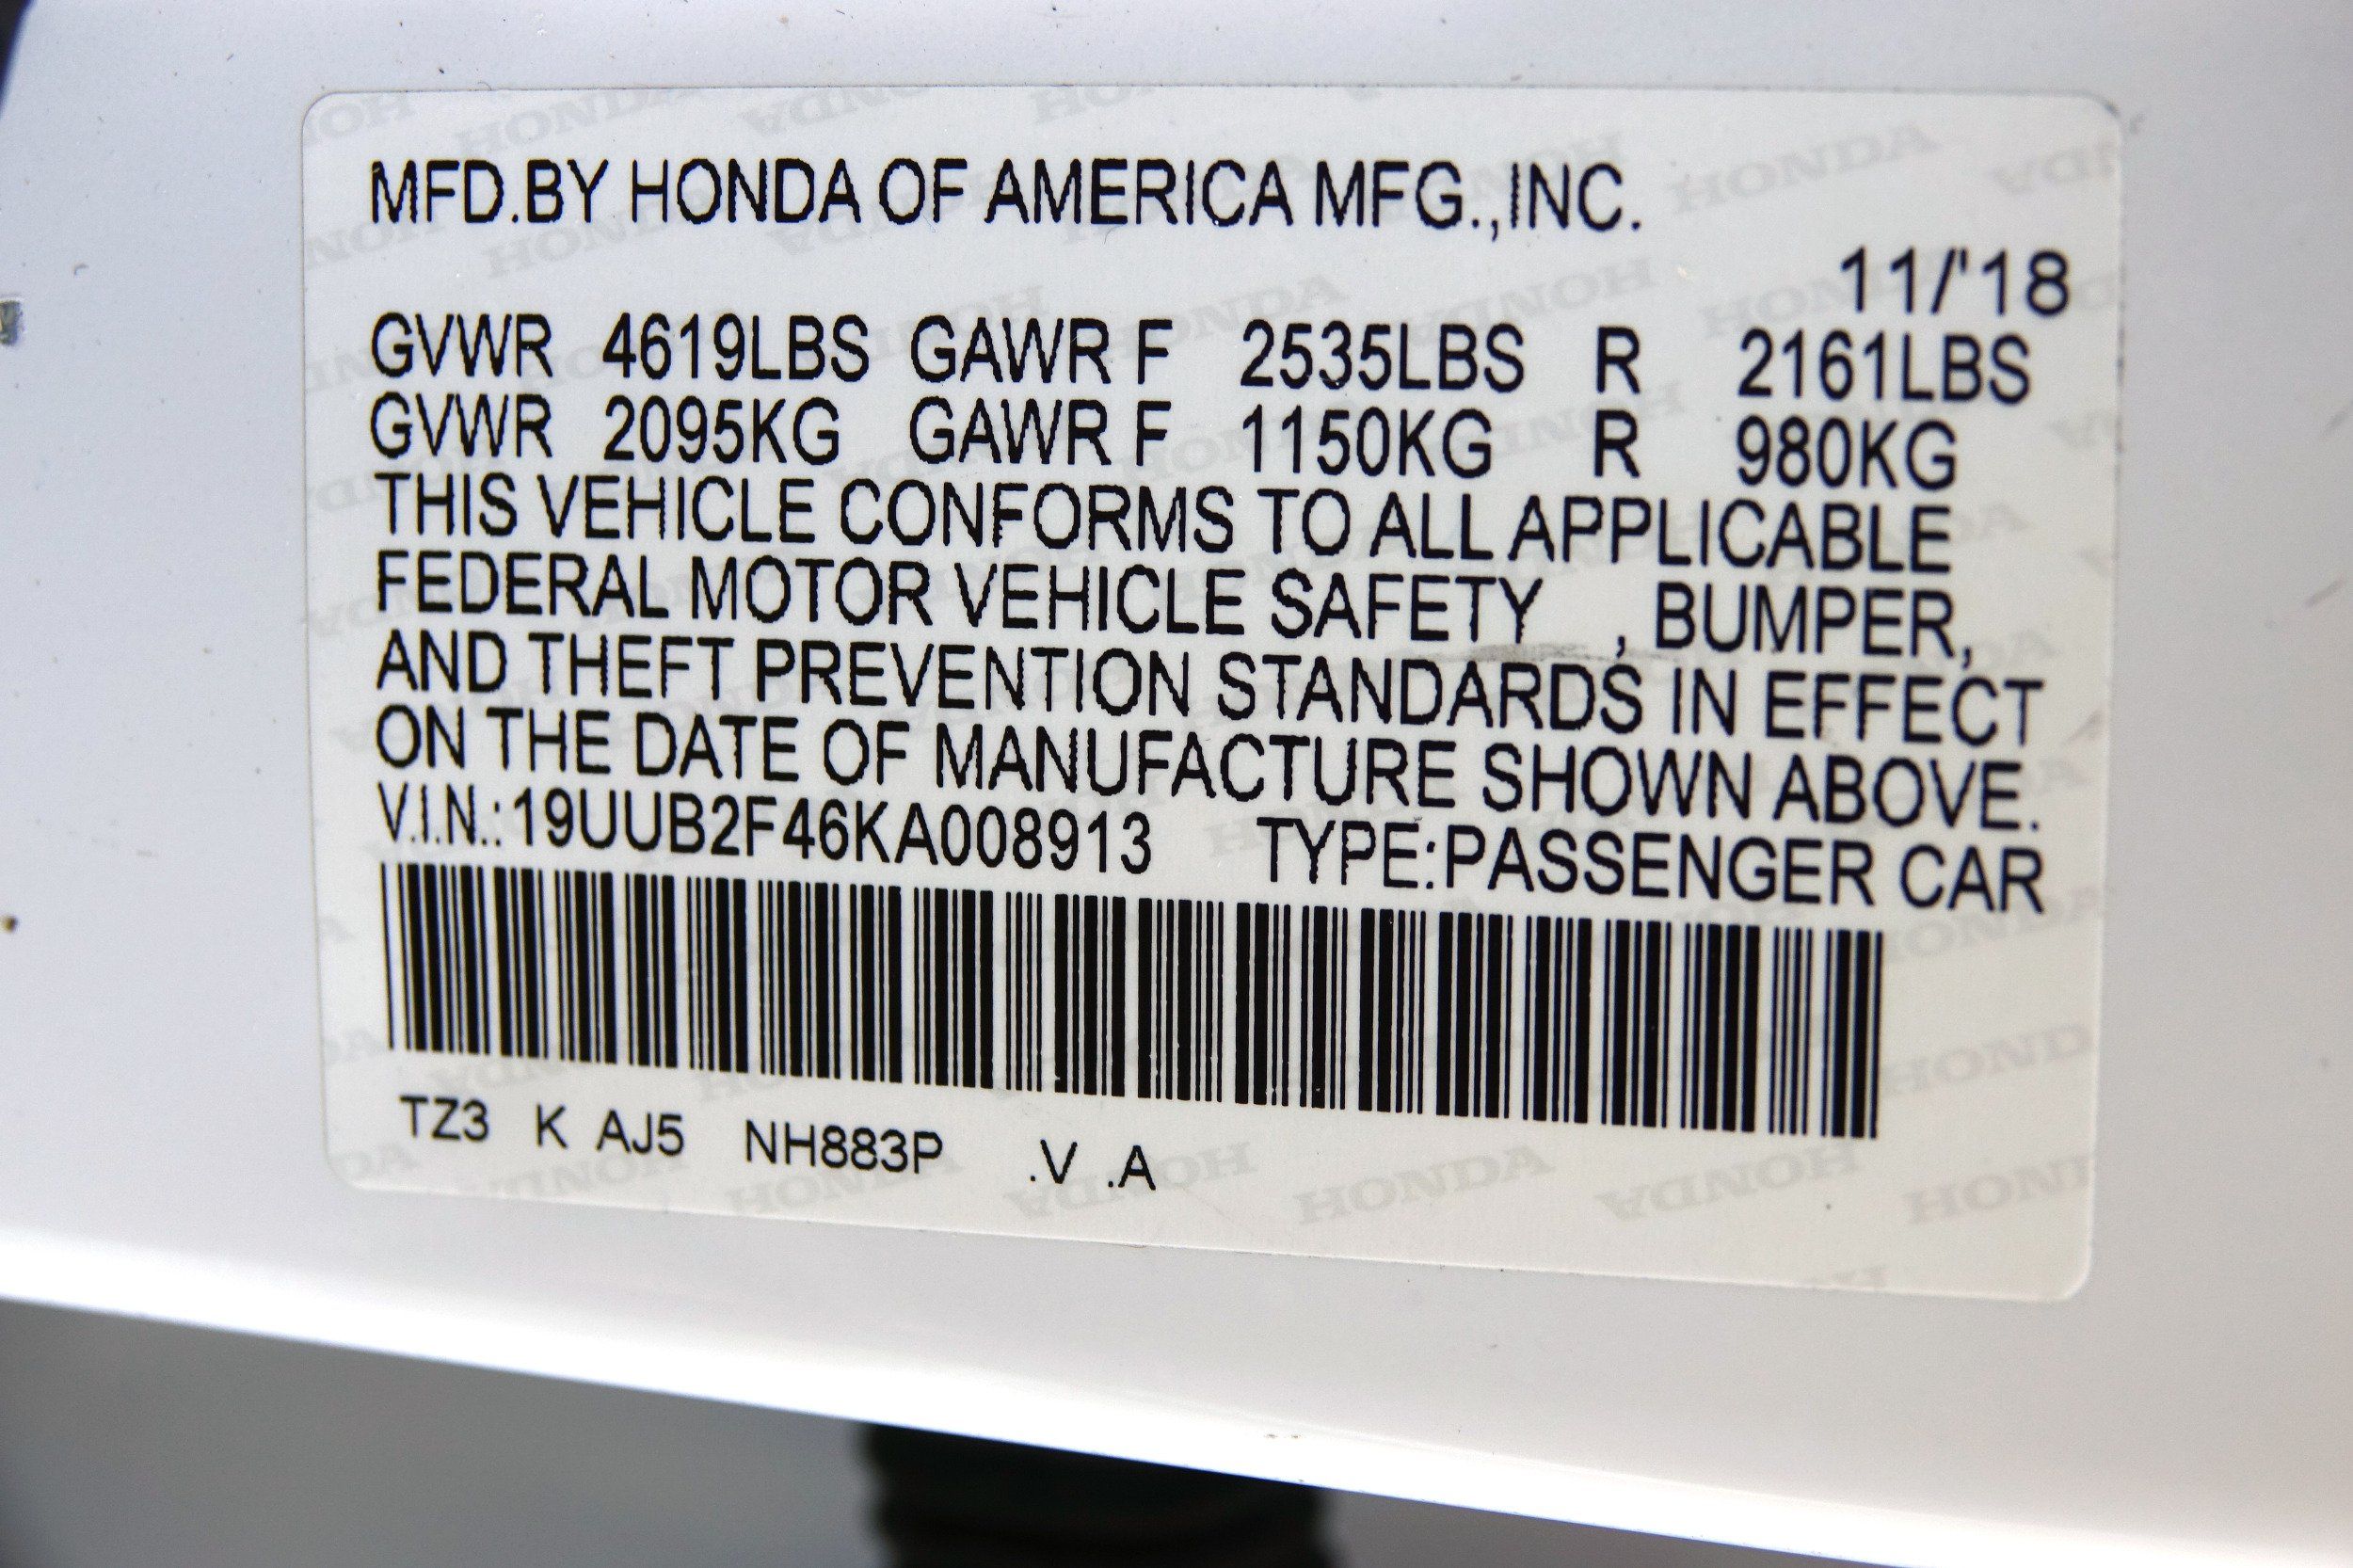 MFD.BY HONDA OF AMERICA MFG.,INC.
11/'18
GVWR 4619LBS GAWR F 2535LBS R 2161LBS
GVWR 2095KG GAWR F 1150KG R 980KG
THIS VEHICLE CONFORMS TO ALL APPLICABLE
FEDERAL MOTOR VEHICLE SAFETY , BUMPER,
AND THEFT PREVENTION STANDARDS IN EFFECT
ON THE DATE OF MANUFACTURE SHOWN ABOVE.
V.I.N.:19UUB2F46KA008913 TYPE:PASSENGER CAR
TZ3 K AJ5 NH883P .V .A